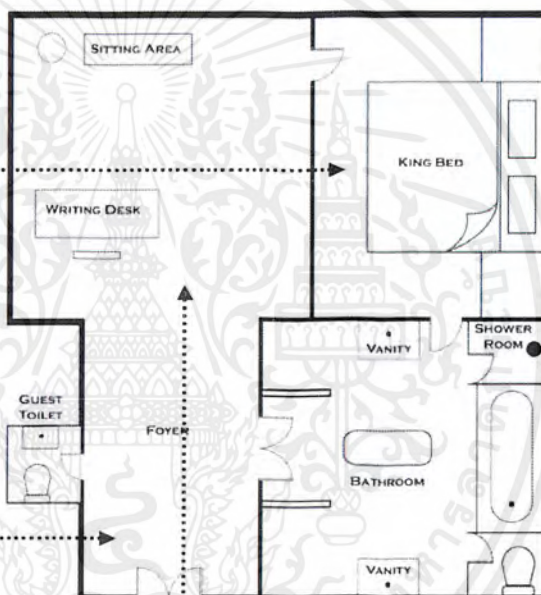 SITTING AREA
KING BED
WRITING DESK
VANITY
SHOWER
ROOM
GUEST
TOILET
FOYER
BATHROOM
VANITY